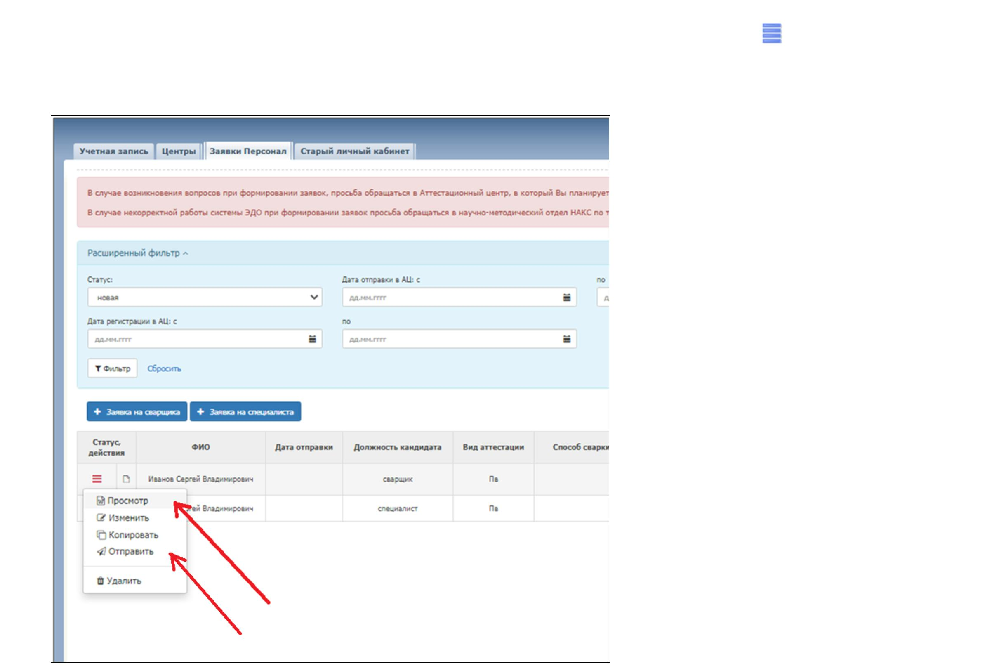 Учетная запись Центры Заявки Персонал Старый личный кабинет
В случае возникновения вопросов при формировании заявок, просьба обращаться в Аттестационный центр, в который Вы планирует
В случае некорректной работы системы ЭДО при формировании заявок просьба обращаться в научно-методический отдел НАКС по т
Расширенный фильтр
Статус: Дата отправки в АЦ: с по
новая дд.мм.гггг
Дата регистрации в АЦ: с по
дд.мм.гггг дд.мм.гггг
Фильтр Сбросить
Заявка на сварщика Заявка на специалиста
Статус, действия ФИО Дата отправки Должность кандидата Вид аттестации Способ сварки
Иванов Сергей Владимирович сварщик Пв
гей Владимирович специалист Пв
Просмотр
Изменить
Копировать
Отправить
Удалить